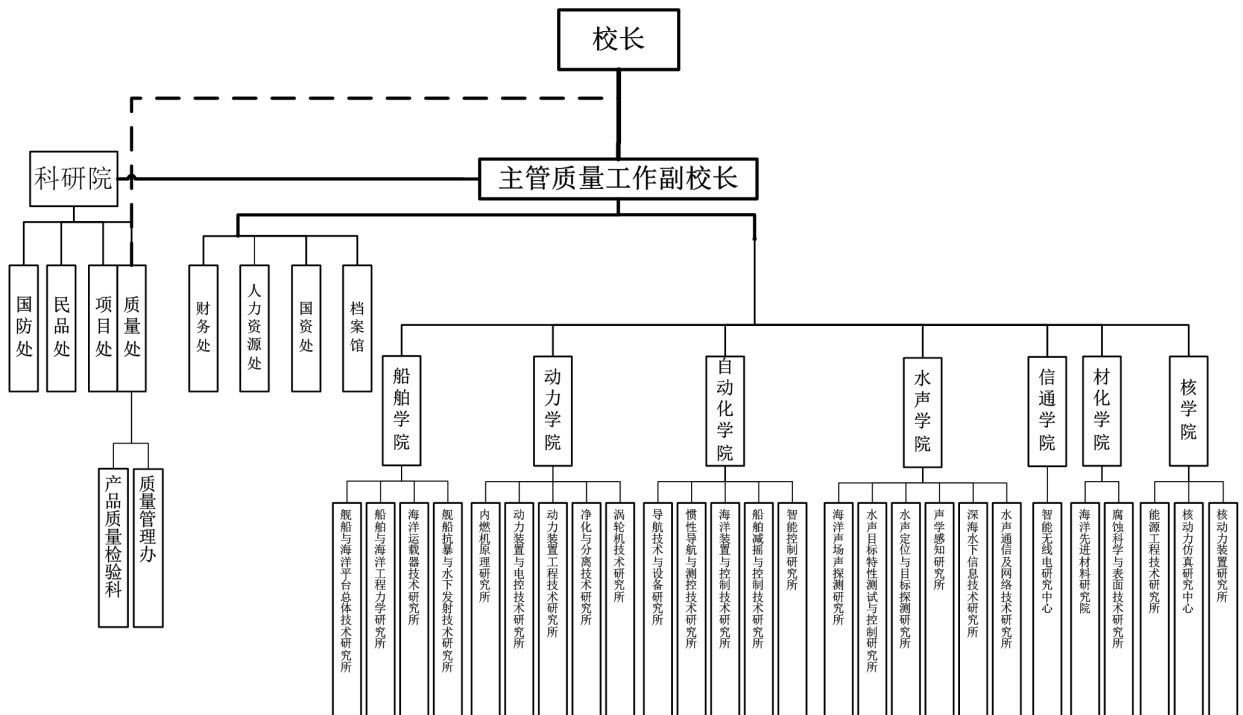 校长
主管质量工作副校长
科研院
国防处
民品处
项目处
质量处
财务处
人力资源处
国资处
档案馆
产品质量检验科
质量管理办
船舶学院
动力学院
自动化学院
水声学院
信通学院
材化学院
核学院
舰船与海洋平台总体技术研究所
船舶与海洋工程力学研究所
海洋运载器技术研究所
舰船抗暴与水下发射技术研究所
内燃机原理研究所
动力装置与电控技术研究所
动力装置工程技术研究所
净化与分离技术研究所
涡轮机技术研究所
导航技术与设备研究所
惯性导航与测控技术研究所
海洋装置与控制技术研究所
船舶减摇与控制技术研究所
智能控制研究所
海洋声场声探测研究所
水声目标特性测试与控制研究所
水声定位与目标探测研究所
声学感知研究所
深海水下信息技术研究所
水声通信及网络技术研究所
智能无线电研究中心
海洋先进材料研究院
腐蚀科学与表面技术研究所
能源工程技术研究所
核动力仿真研究中心
核动力装置研究所